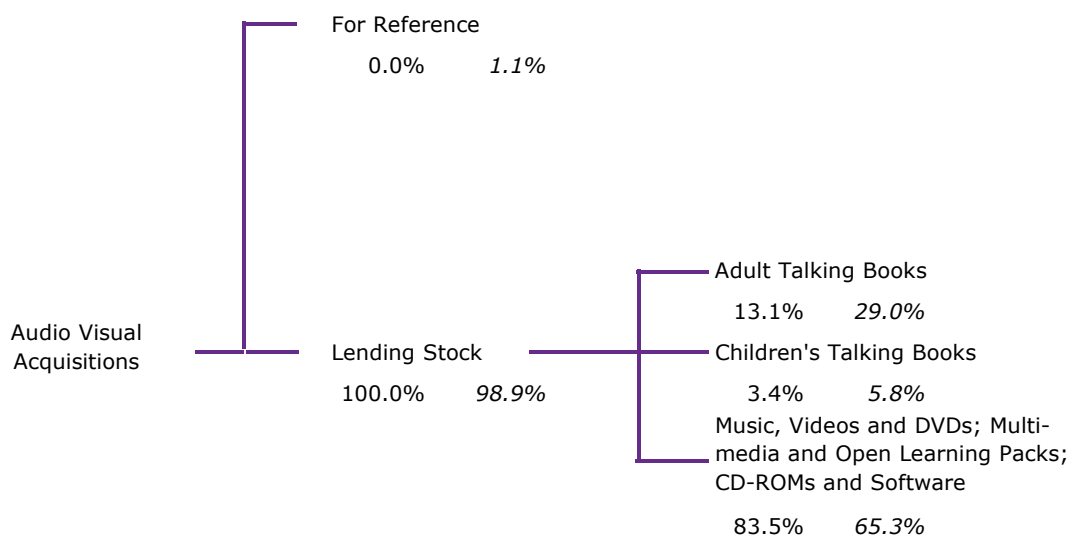 For Reference
0.0% 1.1%
Audio Visual
Acquisitions
Lending Stock
100.0% 98.9%
Adult Talking Books
13.1% 29.0%
Children's Talking Books
3.4% 5.8%
Music, Videos and DVDs; Multi-
media and Open Learning Packs;
CD-ROMs and Software
83.5% 65.3%